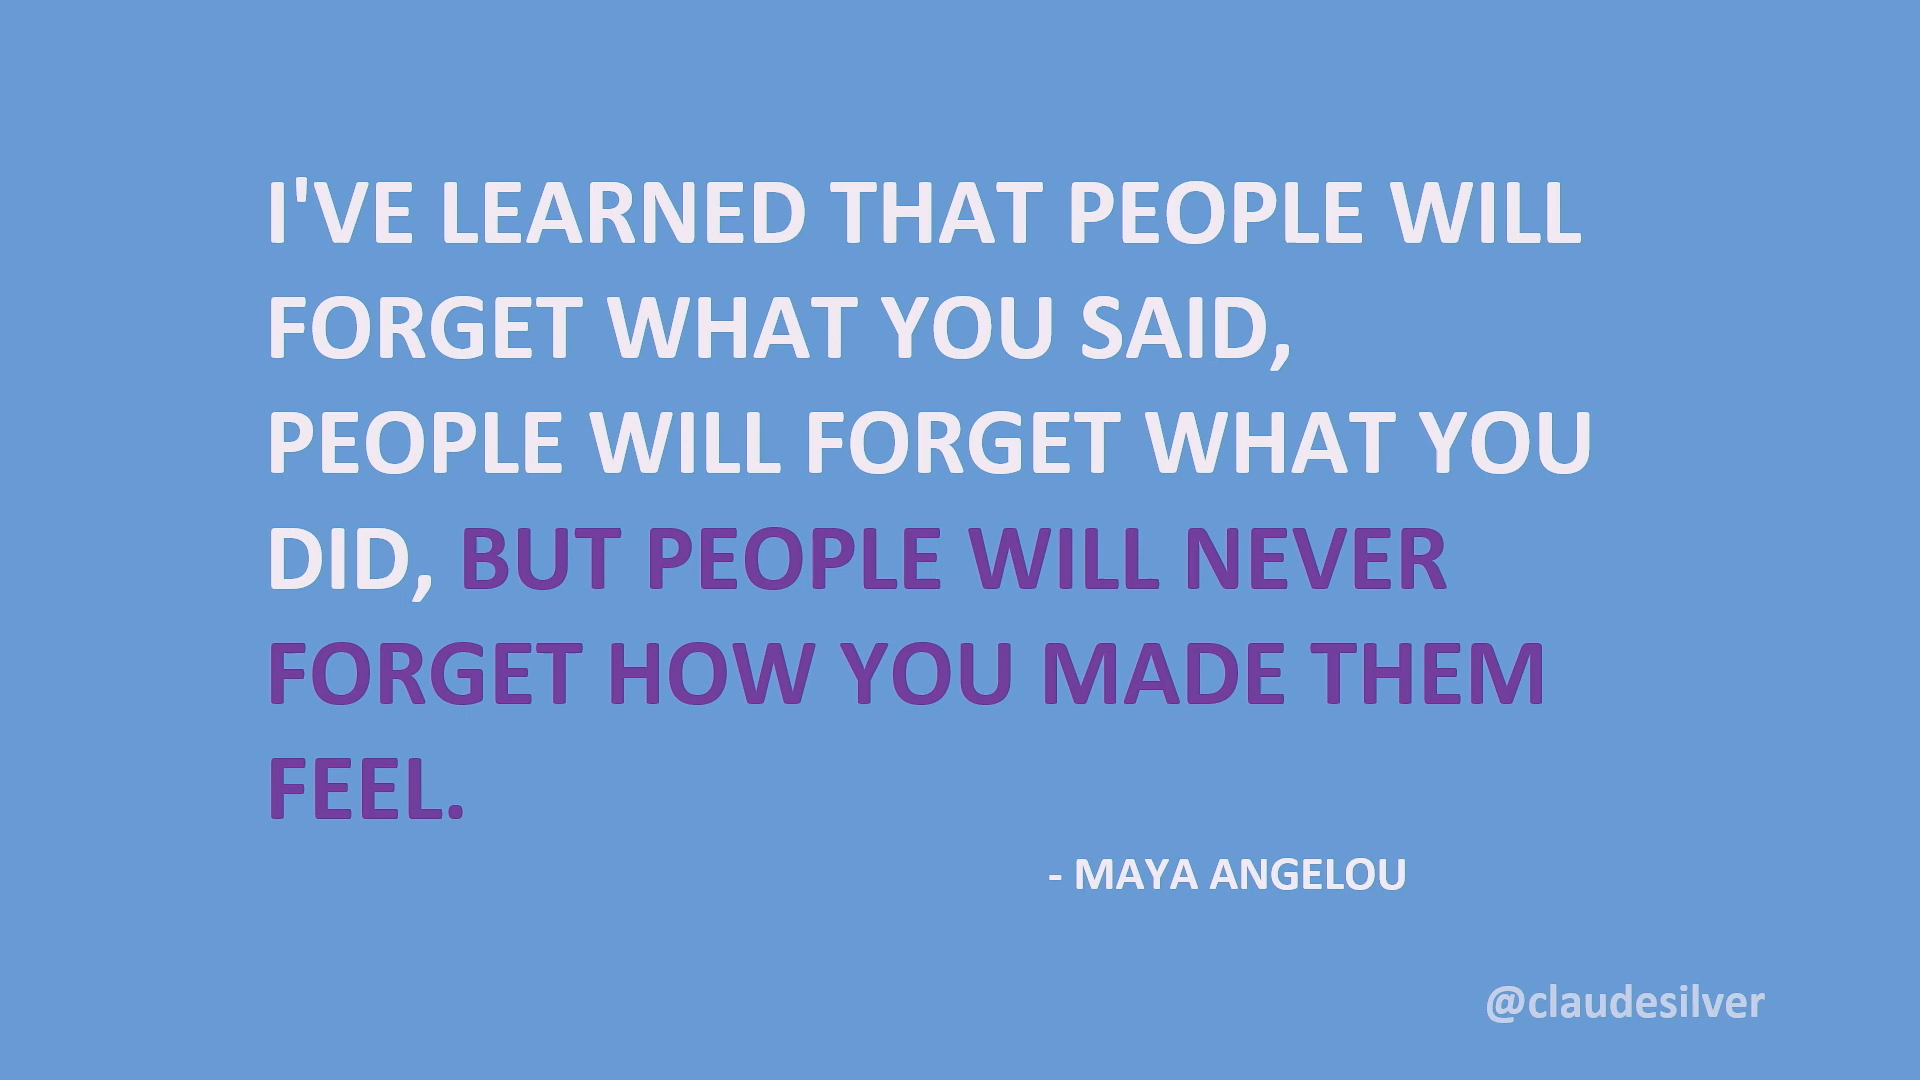 I'VE LEARNED THAT PEOPLE WILL
FORGET WHAT YOU SAID,
PEOPLE WILL FORGET WHAT YOU
DID, BUT PEOPLE WILL NEVER
FORGET HOW YOU MADE THEM
FEEL.
- MAYA ANGELOU
@claudesilver